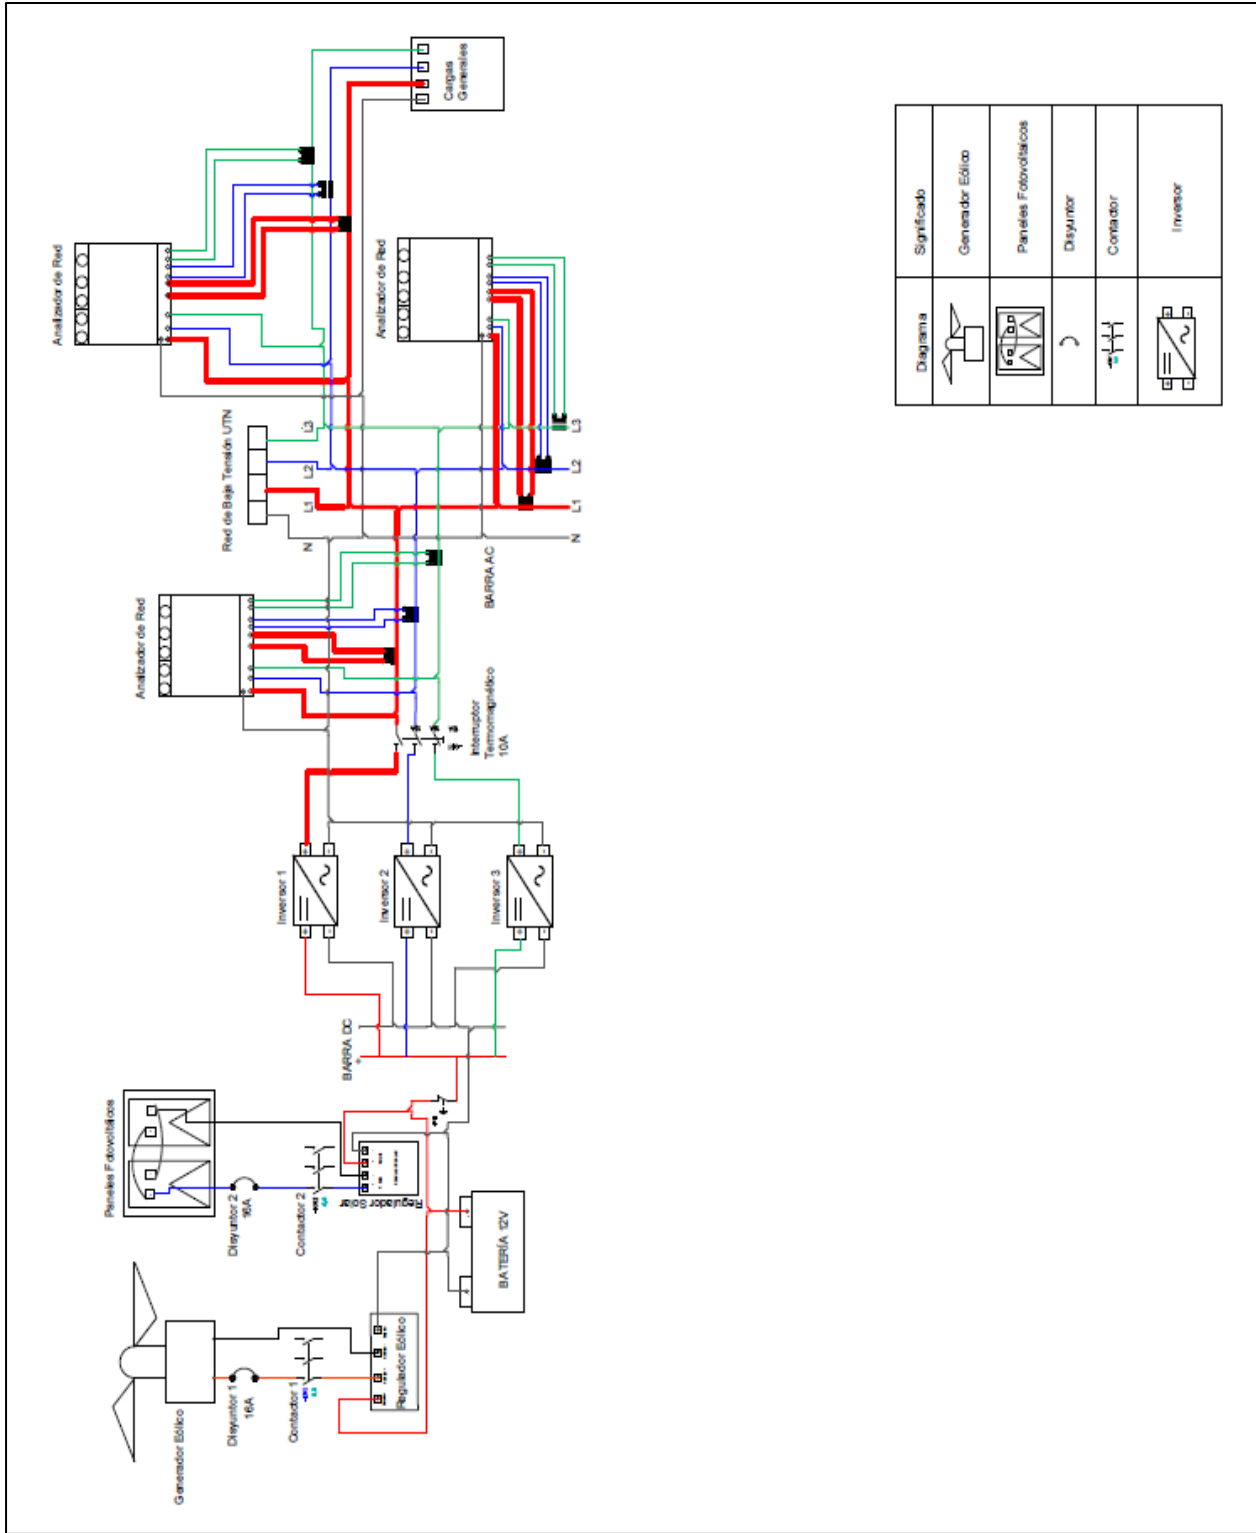 Generador Eólico
Disyuntor 1
16A
Contactor 1
Regulador Eólico
Paneles Fotovoltáicos
Disyuntor 2
16A
Contactor 2
Regulador Solar
BATERÍA 12V
BARRA DC
+
-
Inversor 1
Inversor 2
Inversor 3
Interruptor
Termomagnético
10A
Analizador de Red
BARRA AC
Red de Baja Tensión UTN
N
L1
L2
L3
N
L1
L2
L3
Analizador de Red
Analizador de Red
Cargas
Generales
Diagrama
Significado
Generador Eólico
Paneles Fotovoltaicos
Disyuntor
Contactor
Inversor